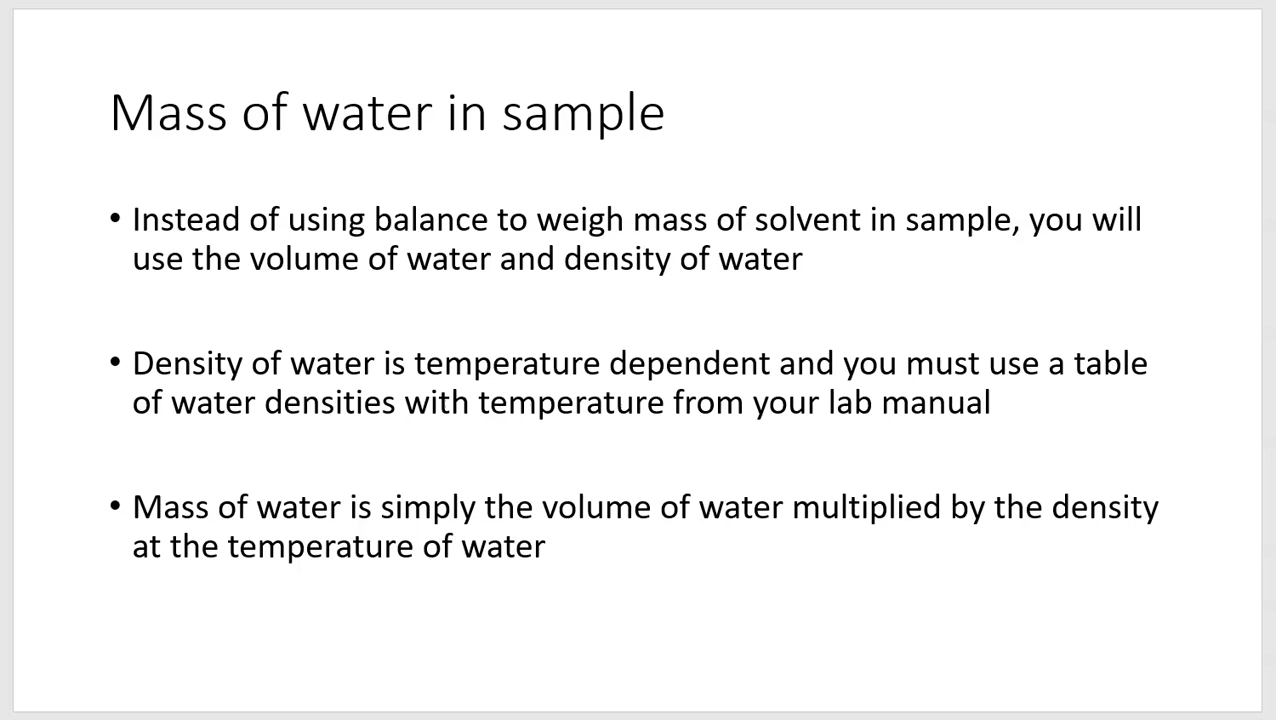 Mass of water in sample
• Instead of using balance to weigh mass of solvent in sample, you will
use the volume of water and density of water
• Density of water is temperature dependent and you must use a table
of water densities with temperature from your lab manual
• Mass of water is simply the volume of water multiplied by the density
at the temperature of water